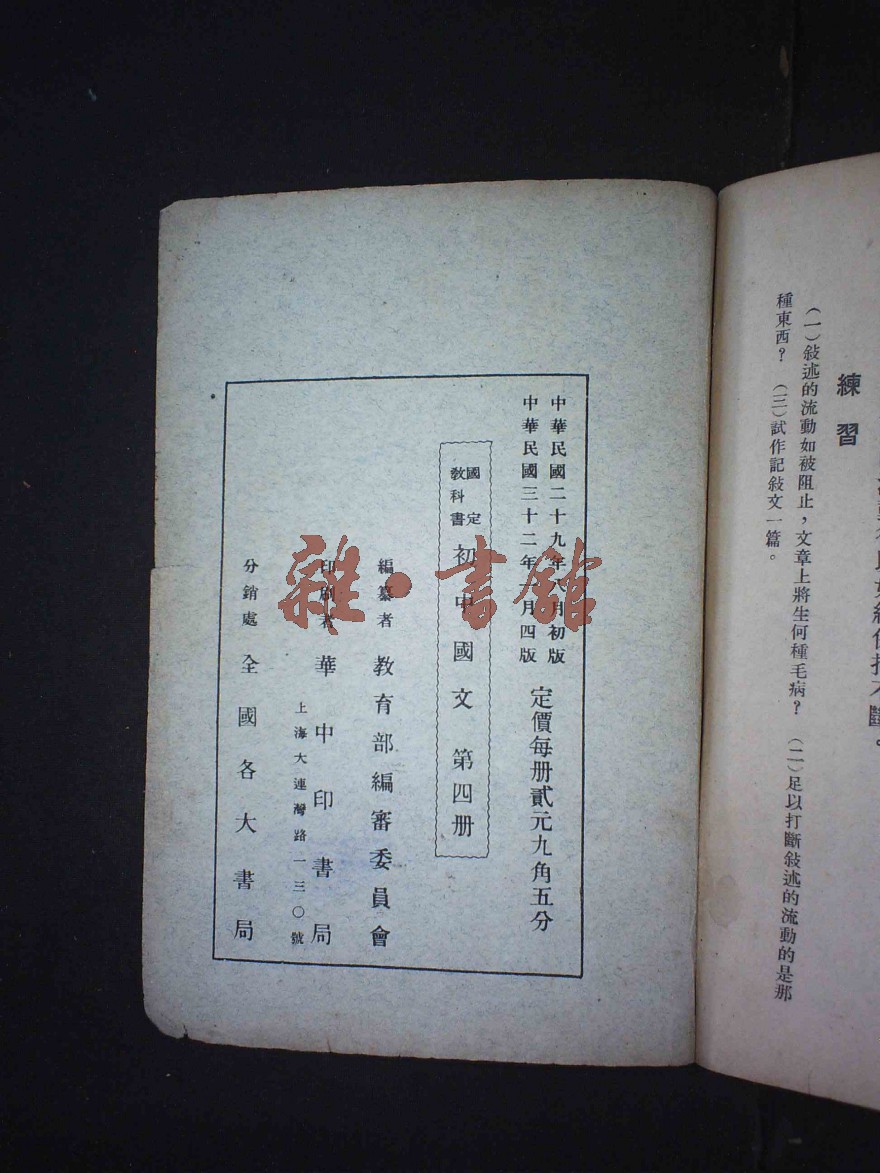 練習
(一)敍述的流動如被阻止,文章上將生何種毛病? (二)足以打斷敍述的流動的是那
種東西? (三)試作記敍文一篇。
中華民國二十九年 月初版
中華民國三十二年 月四版
定價每册貳元九角五分
國定
教科書
初中國文第四册
編纂者 教育部編審委員會
印刷者 華中印書局
上海大連灣路一三〇號
分銷處 全國各大書局
雜·書館